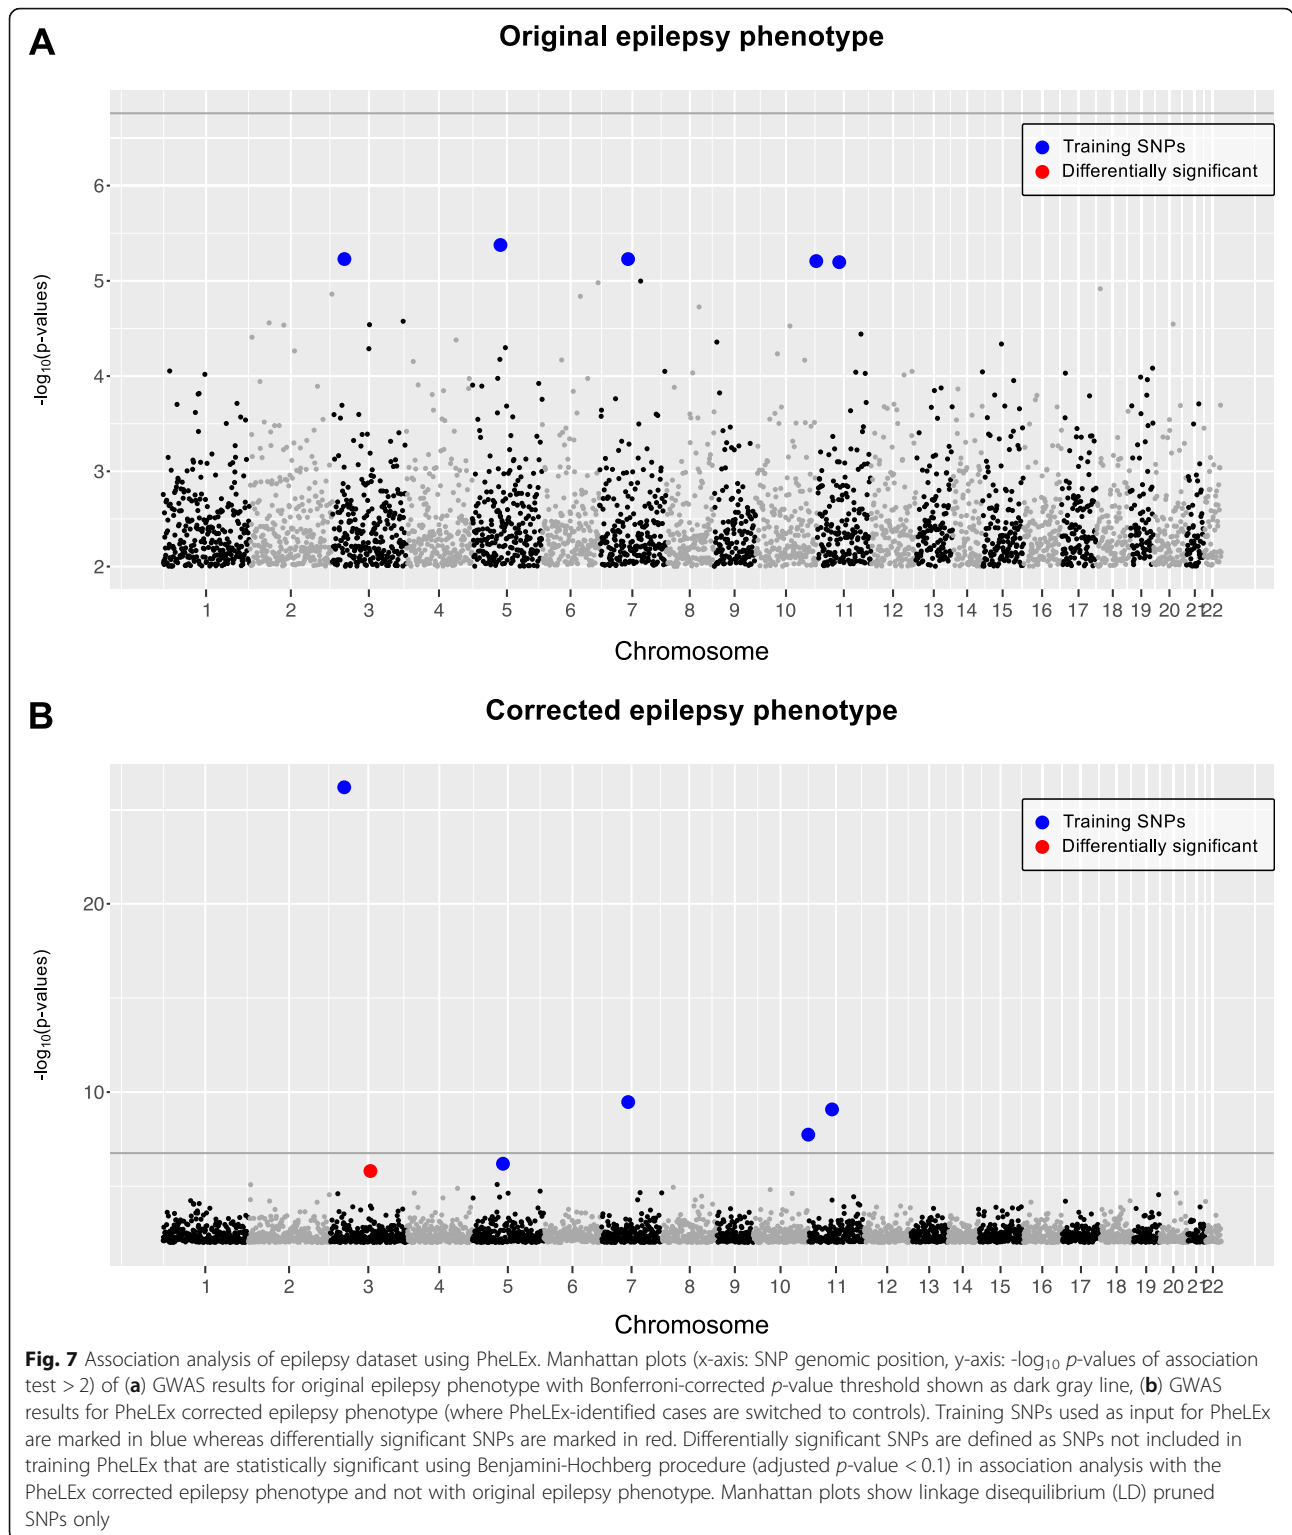 A
Original epilepsy phenotype
Training SNPs
Differentially significant
6
5
4
3
2
-log10(p-values)
1 2 3 4 5 6 7 8 9 10 11 12 13 14 15 16 17 18 19 20 21 22
Chromosome
B
Corrected epilepsy phenotype
Training SNPs
Differentially significant
20
10
-log10(p-values)
1 2 3 4 5 6 7 8 9 10 11 12 13 14 15 16 17 18 19 20 21 22
Chromosome
Fig. 7 Association analysis of epilepsy dataset using PheLEx. Manhattan plots (x-axis: SNP genomic position, y-axis: -log10 p-values of association
test > 2) of (a) GWAS results for original epilepsy phenotype with Bonferroni-corrected p-value threshold shown as dark gray line, (b) GWAS
results for PheLEx corrected epilepsy phenotype (where PheLEx-identified cases are switched to controls). Training SNPs used as input for PheLEx
are marked in blue whereas differentially significant SNPs are marked in red. Differentially significant SNPs are defined as SNPs not included in
training PheLEx that are statistically significant using Benjamini-Hochberg procedure (adjusted p-value < 0.1) in association analysis with the
PheLEx corrected epilepsy phenotype and not with original epilepsy phenotype. Manhattan plots show linkage disequilibrium (LD) pruned
SNPs only